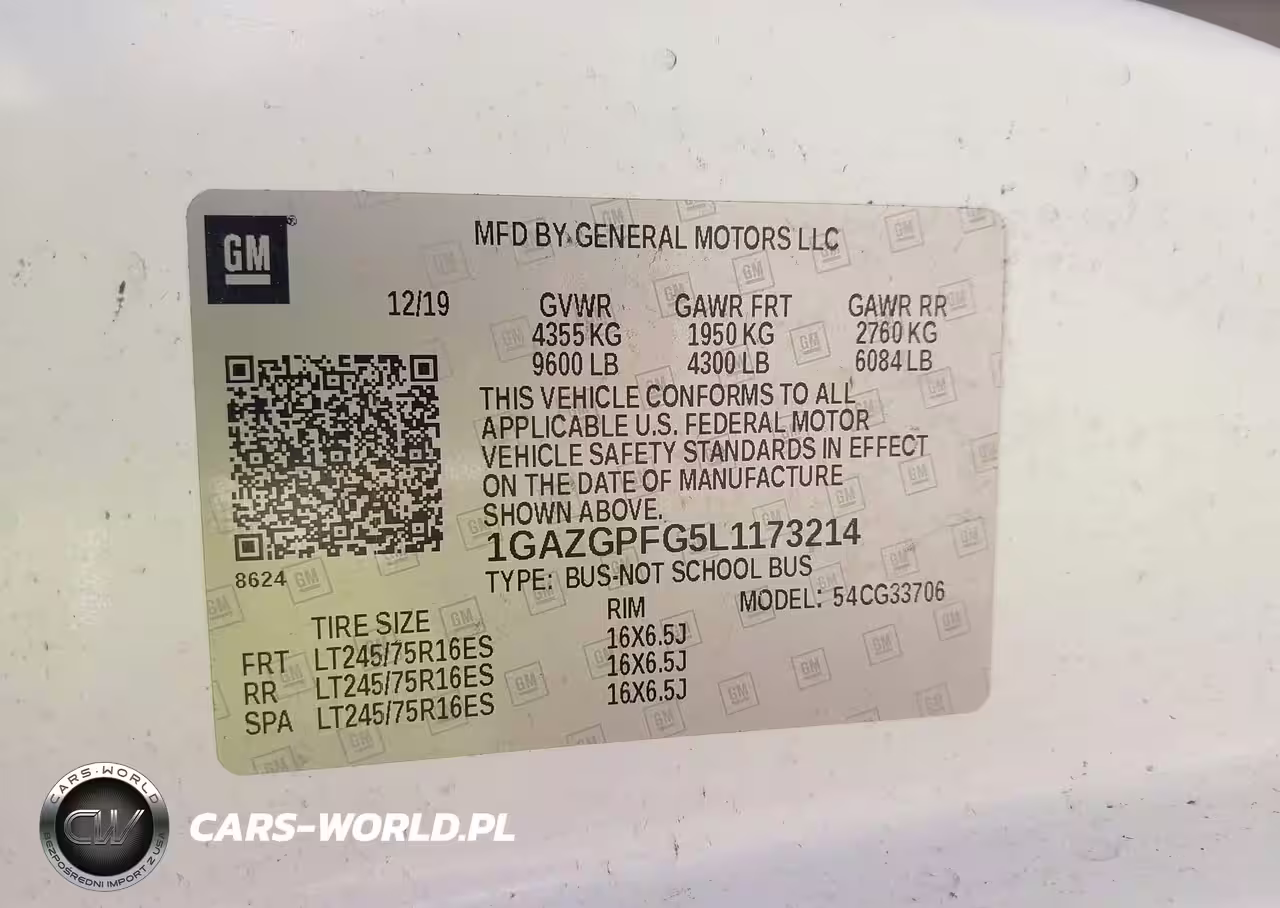 GM
MFD BY GENERAL MOTORS LLC
12/19 GVWR GAWR FRT GAWR RR
4355 KG 1950 KG 2760 KG
9600 LB 4300 LB 6084 LB
THIS VEHICLE CONFORMS TO ALL
APPLICABLE U.S. FEDERAL MOTOR
VEHICLE SAFETY STANDARDS IN EFFECT
ON THE DATE OF MANUFACTURE
SHOWN ABOVE.
1GAZGPFG5L1173214
8624
TYPE: BUS-NOT SCHOOL BUS
MODEL: 54CG33706
TIRE SIZE RIM
FRT LT245/75R16ES 16X6.5J
RR LT245/75R16ES 16X6.5J
SPA LT245/75R16ES 16X6.5J
CARS-WORLD
CW
BEZPOŚREDNI IMPORT Z USA
CARS-WORLD.PL